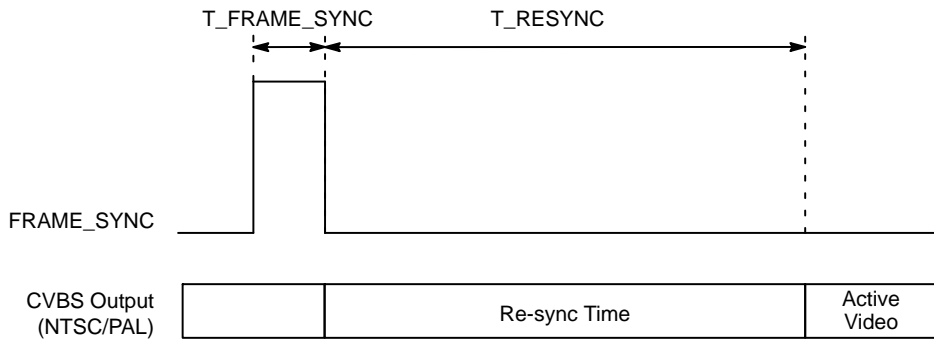 T_FRAME_SYNC
T_RESYNC
FRAME_SYNC
CVBS Output
(NTSC/PAL)
Re-sync Time
Active
Video